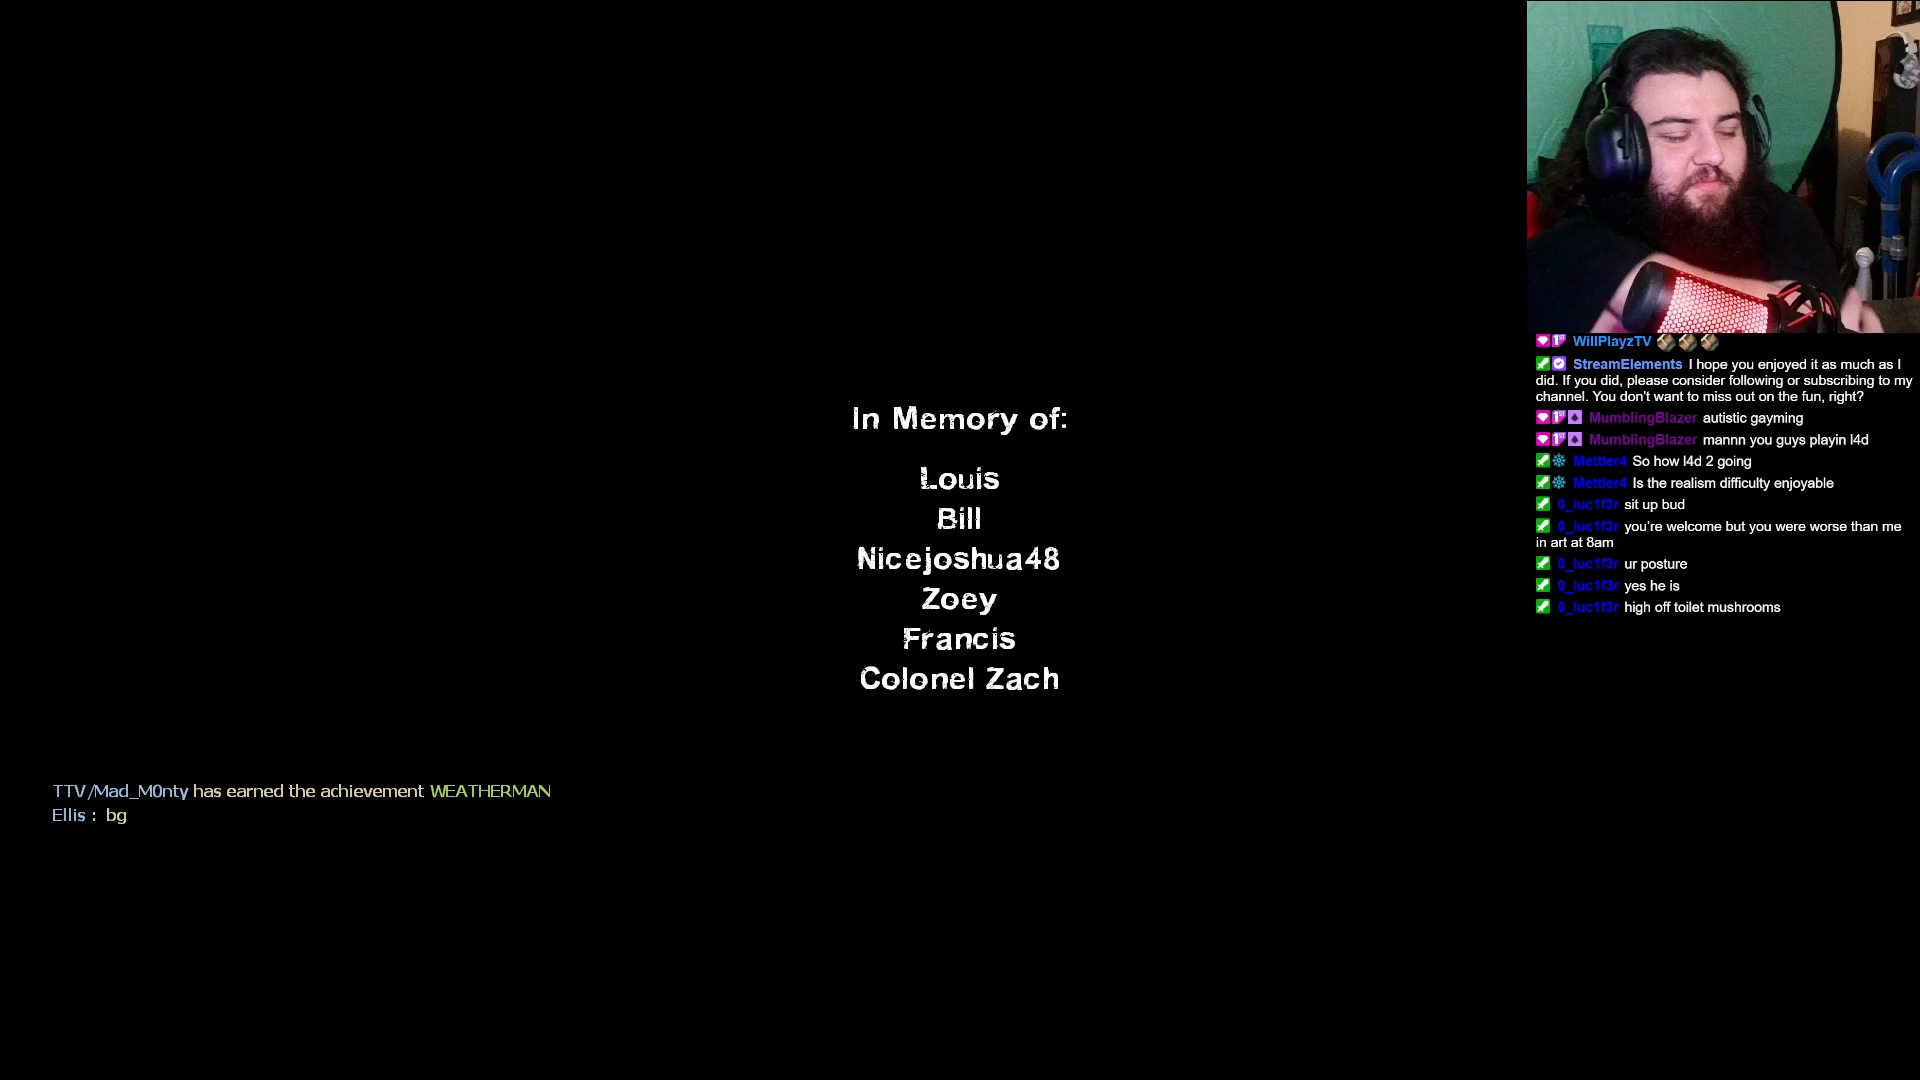 In Memory of:
Louis
Bill
Nicejoshua48
Zoey
Francis
Colonel Zach
TTV/Mad_M0nty has earned the achievement WEATHERMAN
Ellis : bg
WillPlayzTV
StreamElements I hope you enjoyed it as much as I
did. If you did, please consider following or subscribing to my
channel. You don't want to miss out on the fun, right?
MumblingBlazer autistic gayming
MumblingBlazer mannn you guys playin l4d
Mettler4 So how l4d 2 going
Mettler4 Is the realism difficulty enjoyable
0_luc1f3r sit up bud
0_luc1f3r you're welcome but you were worse than me
in art at 8am
0_luc1f3r ur posture
0_luc1f3r yes he is
0_luc1f3r high off toilet mushrooms